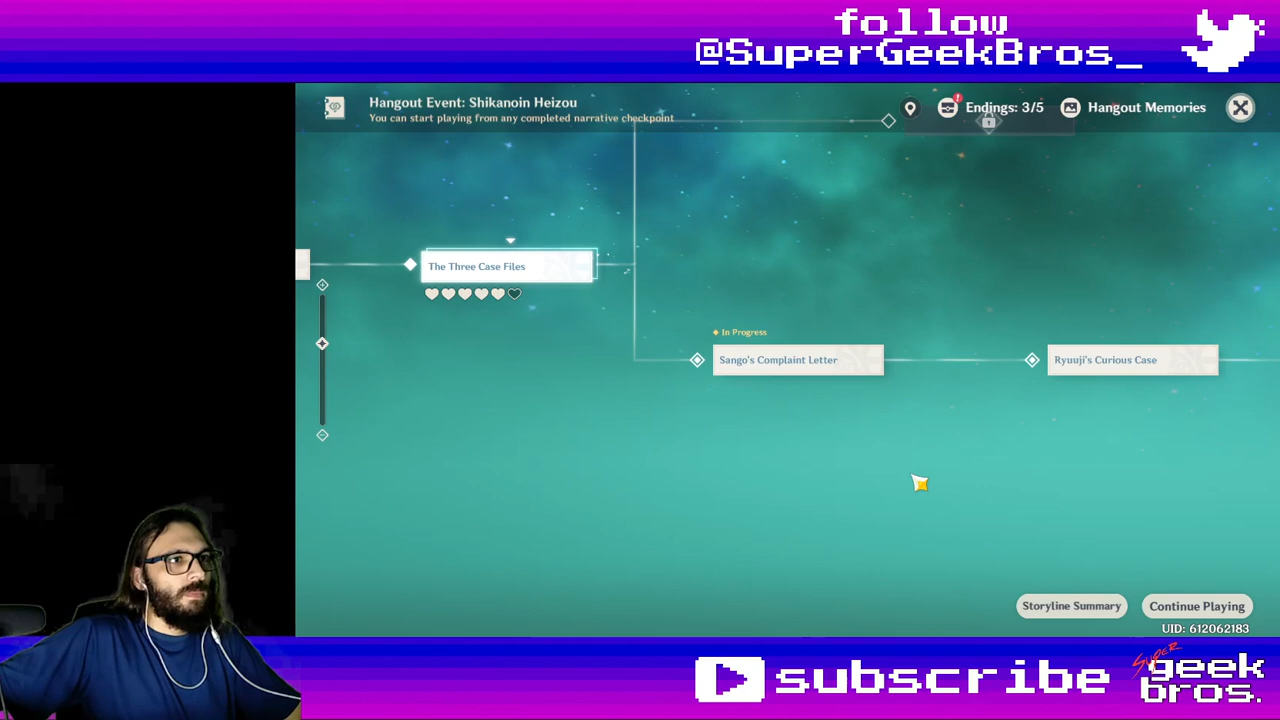 follow
@SuperGeekBros_
Hangout Event: Shikanoin Heizou
You can start playing from any completed narrative checkpoint
Endings: 3/5
Hangout Memories
The Three Case Files
In Progress
Sango's Complaint Letter
Ryuuji's Curious Case
Storyline Summary
Continue Playing
UID: 612062183
subscribe
Super
geek
bros.